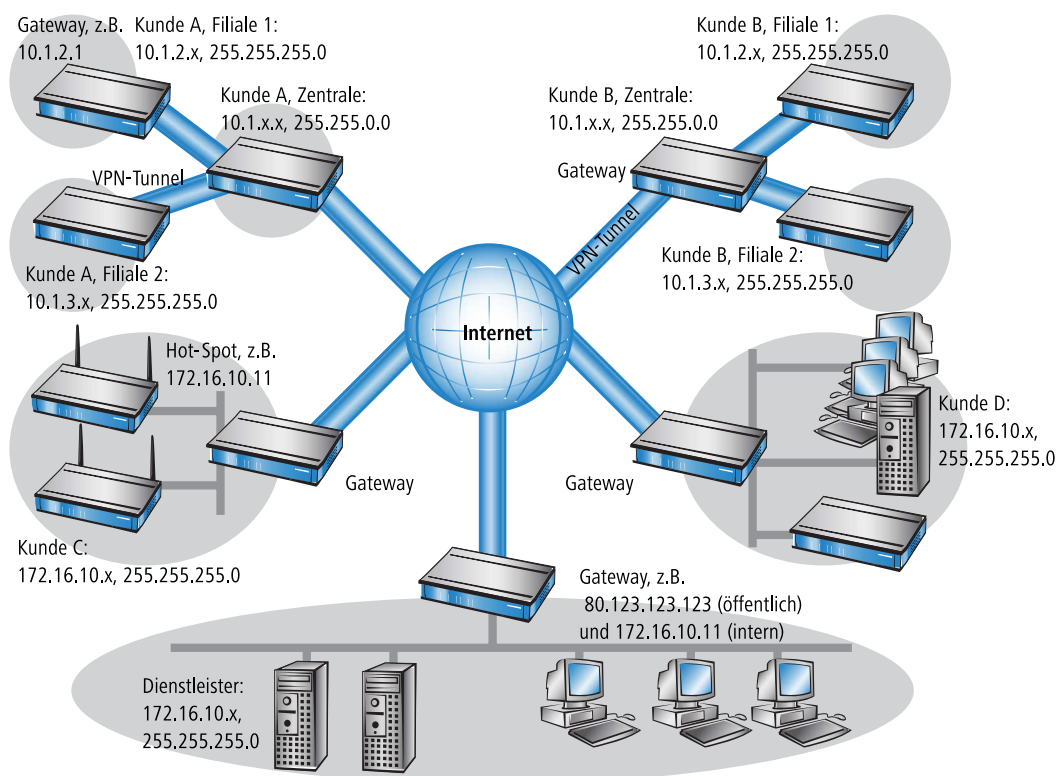 Gateway, z.B.
10.1.2.1
Kunde A, Filiale 1:
10.1.2.x, 255.255.255.0
Kunde B, Filiale 1:
10.1.2.x, 255.255.255.0
Kunde A, Zentrale:
10.1.x.x, 255.255.0.0
Kunde B, Zentrale:
10.1.x.x, 255.255.0.0
VPN-Tunnel
Gateway
VPN-Tunnel
Kunde A, Filiale 2:
10.1.3.x, 255.255.255.0
Kunde B, Filiale 2:
10.1.3.x, 255.255.255.0
Internet
Hot-Spot, z.B.
172.16.10.11
Kunde D:
172.16.10.x,
255.255.255.0
Gateway
Gateway
Kunde C:
172.16.10.x, 255.255.255.0
Gateway, z.B.
80.123.123.123 (öffentlich)
und 172.16.10.11 (intern)
Dienstleister:
172.16.10.x,
255.255.255.0